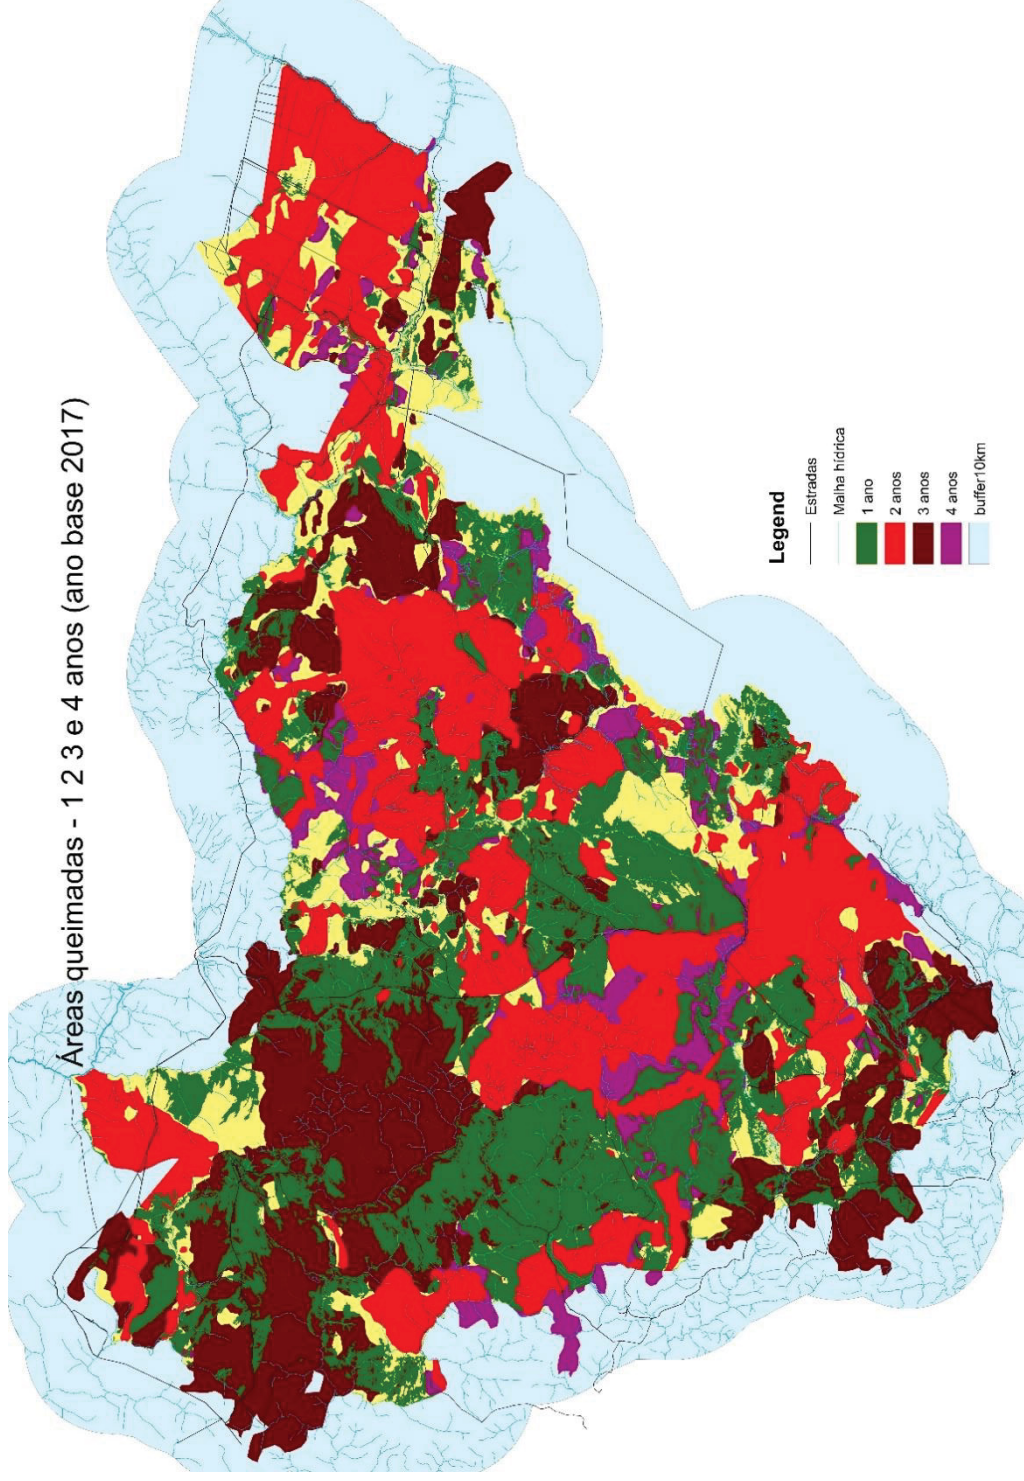 Áreas queimadas - 1 2 3 e 4 anos (ano base 2017)
Legend
Estradas
Malha hídrica
1 ano
2 anos
3 anos
4 anos
buffer10km